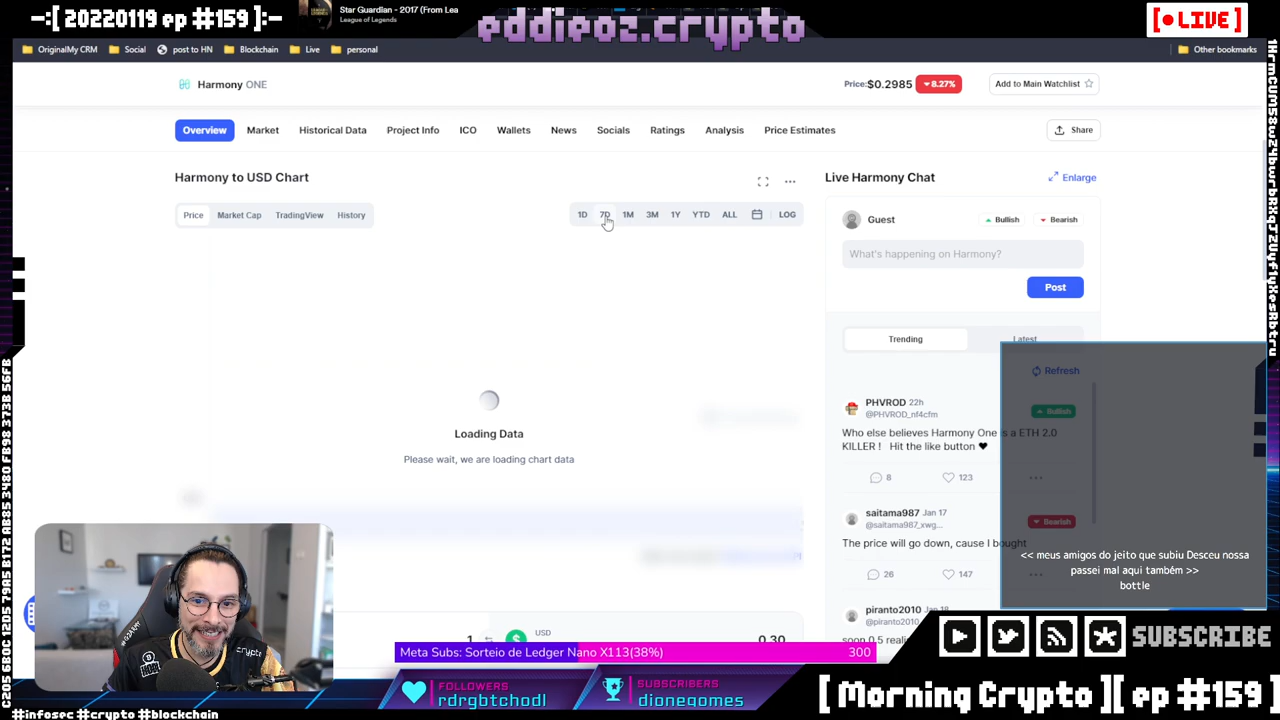 -:[ 20220119 ep #159 ]:-
Star Guardian - 2017 (From Lea
League of Legends
eddieoz.crypto
[ ● LIVE ]
OriginalMy CRM
Social
post to HN
Blockchain
Live
personal
Other bookmarks
Harmony ONE
Price:$0.2985
8.27%
Add to Main Watchlist
Overview
Market
Historical Data
Project Info
ICO
Wallets
News
Socials
Ratings
Analysis
Price Estimates
Share
Harmony to USD Chart
Live Harmony Chat
Enlarge
Price
Market Cap
TradingView
History
1D
7D
1M
3M
1Y
YTD
ALL
LOG
Guest
Bullish
Bearish
What's happening on Harmony?
Post
Trending
Latest
Refresh
Loading Data
Please wait, we are loading chart data
PHVROD 22h
@PHVROD_nf4cfm
Bullish
Who else believes Harmony One is a ETH 2.0
KILLER ! Hit the like button ❤
8
123
saitama987 Jan 17
@saitama987_xwg...
Bearish
The price will go down, cause I bought
26
147
piranto2010 Jan 18
<< meus amigos do jeito que subiu Desceu nossa
passei mal aqui também >>
bottle
1
USD
0.30
Meta Subs: Sorteio de Ledger Nano X113(38%)
300
FOLLOWERS
rdrgbtchodl
SUBSCRIBERS
dionegomes
SUBSCRIBE
[ Morning Crypto ][ ep #159 ]
#infosec #crypto #blockchain